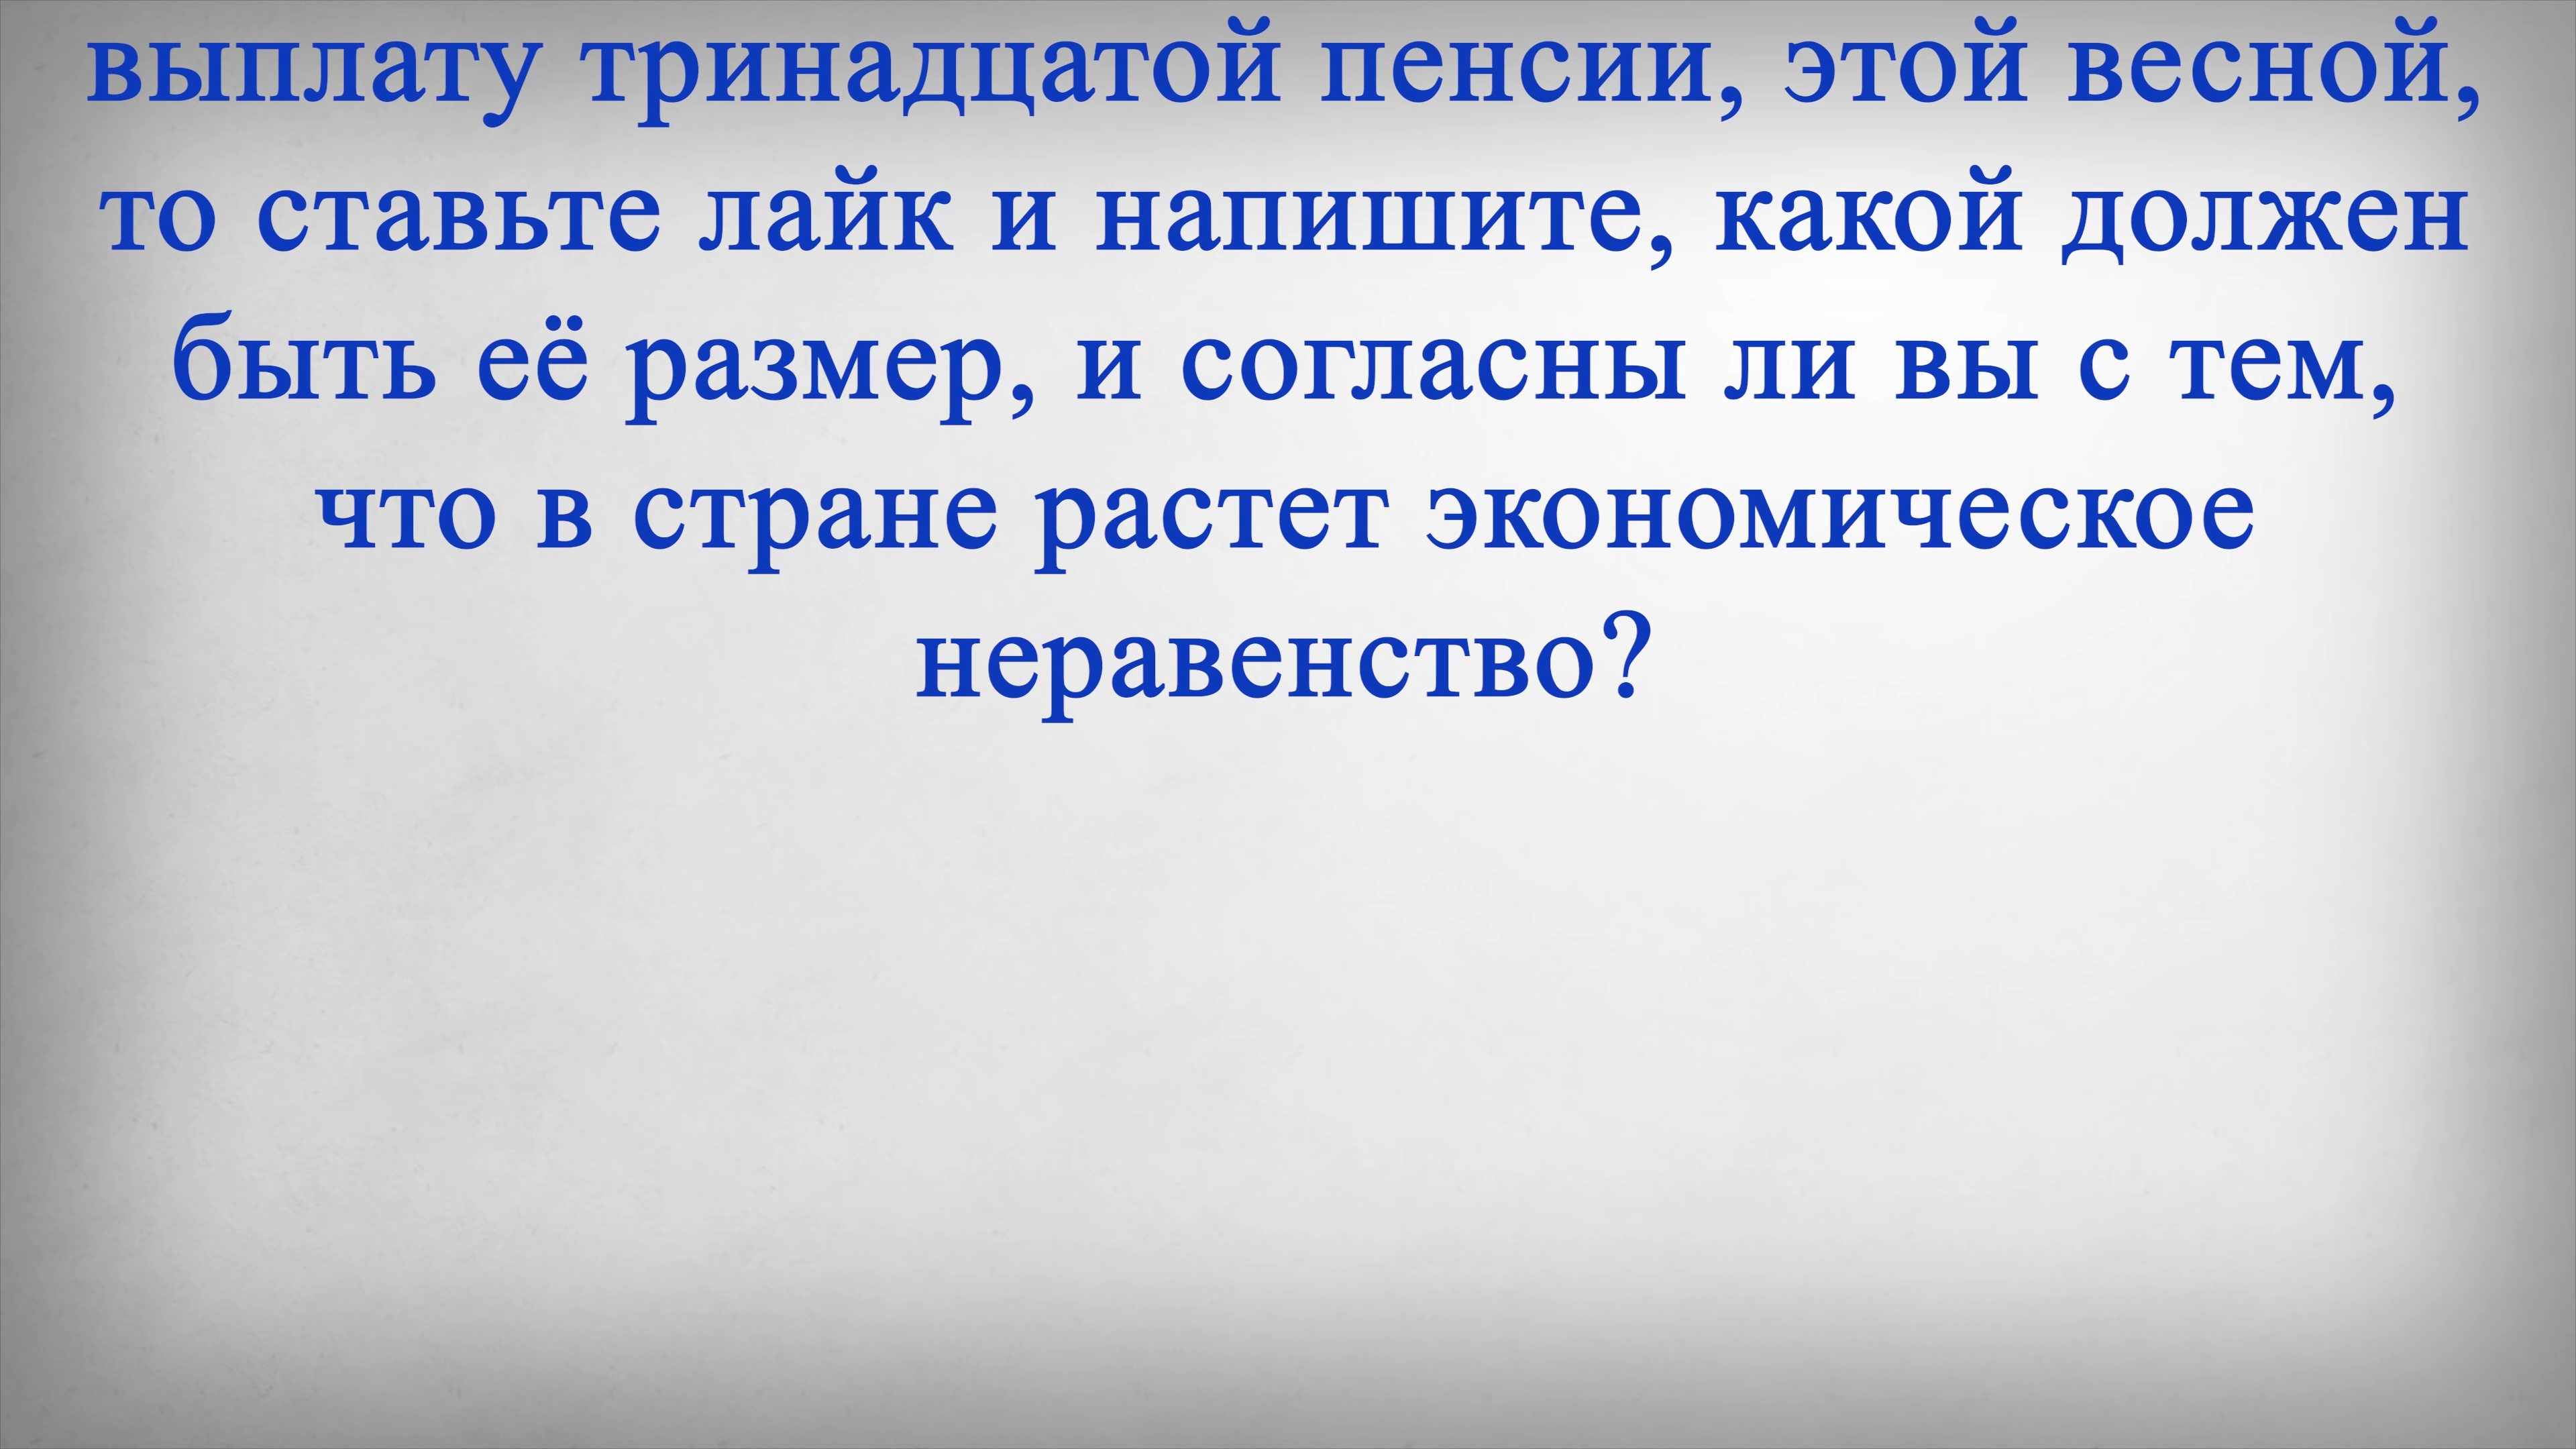 выплату тринадцатой пенсии, этой весной,
то ставьте лайк и напишите, какой должен
быть её размер, и согласны ли вы с тем,
что в стране растет экономическое
неравенство?